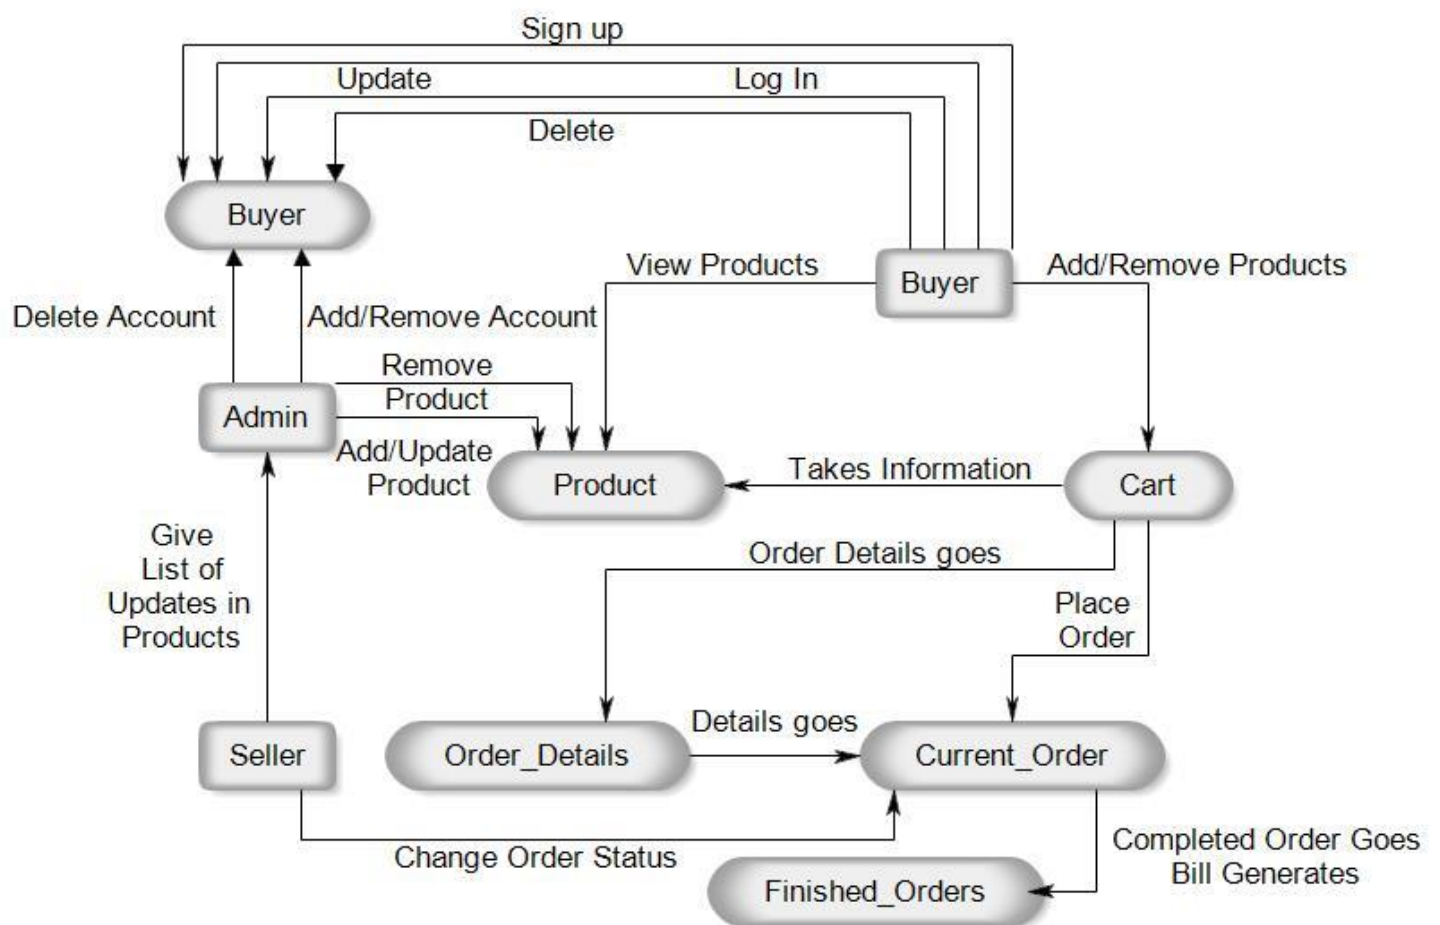 Sign up
Update
Log In
Delete
Buyer
View Products
Buyer
Add/Remove Products
Delete Account
Add/Remove Account
Remove
Product
Admin
Add/Update
Product
Product
Takes Information
Cart
Give
List of
Updates in
Products
Order Details goes
Place
Order
Seller
Order_Details
Details goes
Current_Order
Change Order Status
Completed Order Goes
Bill Generates
Finished_Orders